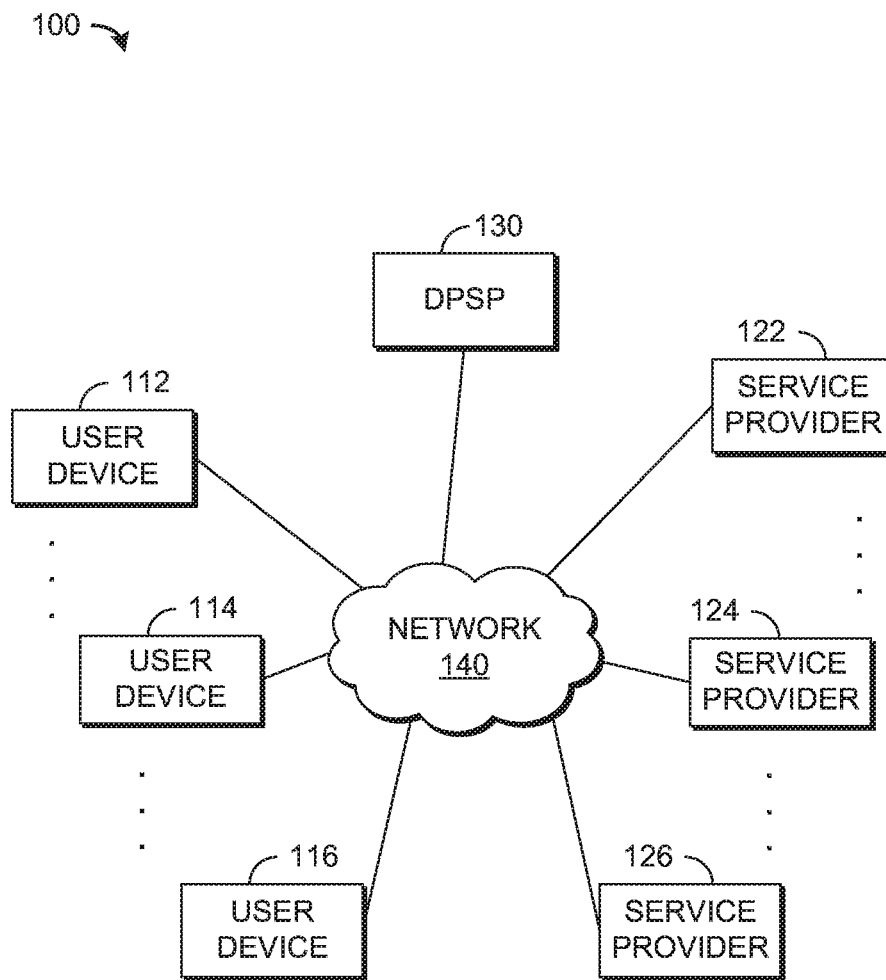 100
130
DPSP
122
SERVICE
PROVIDER
112
USER
DEVICE
114
USER
DEVICE
NETWORK
140
124
SERVICE
PROVIDER
116
USER
DEVICE
126
SERVICE
PROVIDER